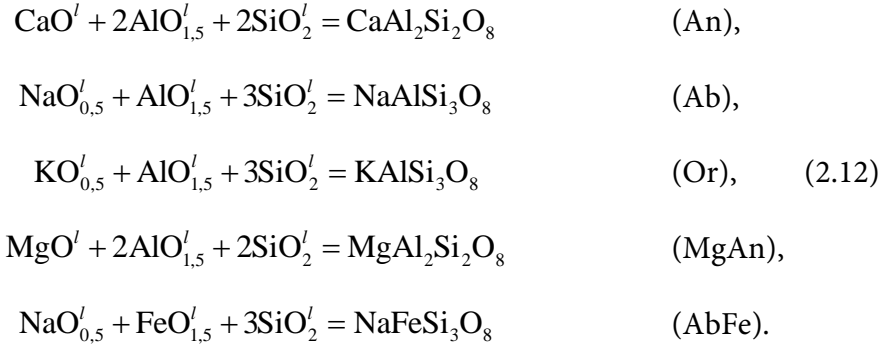 CaO^l + 2AlO^l_{1,5} + 2SiO^l_2 = CaAl_2Si_2O_8 (An),
NaO^l_{0,5} + AlO^l_{1,5} + 3SiO^l_2 = NaAlSi_3O_8 (Ab),
KO^l_{0,5} + AlO^l_{1,5} + 3SiO^l_2 = KAlSi_3O_8 (Or), (2.12)
MgO^l + 2AlO^l_{1,5} + 2SiO^l_2 = MgAl_2Si_2O_8 (MgAn),
NaO^l_{0,5} + FeO^l_{1,5} + 3SiO^l_2 = NaFeSi_3O_8 (AbFe).